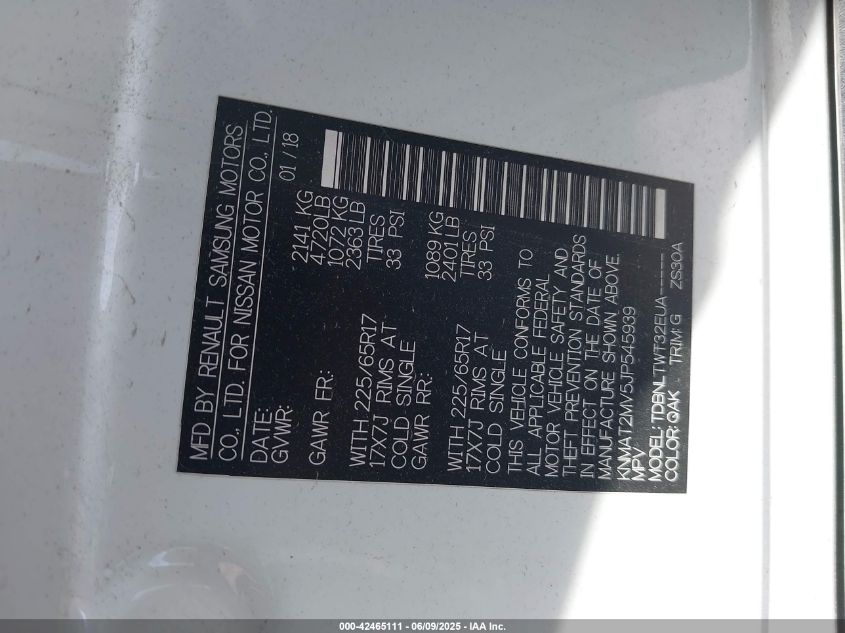 MFD BY RENAULT SAMSUNG MOTORS
CO., LTD. FOR NISSAN MOTOR CO., LTD.
DATE: 01/18
GVWR: 2141 KG
4720LB
GAWR FR: 1072 KG
2363 LB
WITH 225/65R17 TIRES
17X7J RIMS AT 33 PSI
COLD SINGLE
GAWR RR: 1089 KG
2401 LB
WITH 225/65R17 TIRES
17X7J RIMS AT 33 PSI
COLD SINGLE
THIS VEHICLE CONFORMS TO
ALL APPLICABLE FEDERAL
MOTOR VEHICLE SAFETY AND
THEFT PREVENTION STANDARDS
IN EFFECT ON THE DATE OF
MANUFACTURE SHOWN ABOVE.
KNMAT2MV5JP545939
MPV
MODEL: TDBNLTWT32EUA-----
COLOR: QAK TRIM: G ZS30A
000-42465111 - 06/09/2025 - IAA Inc.